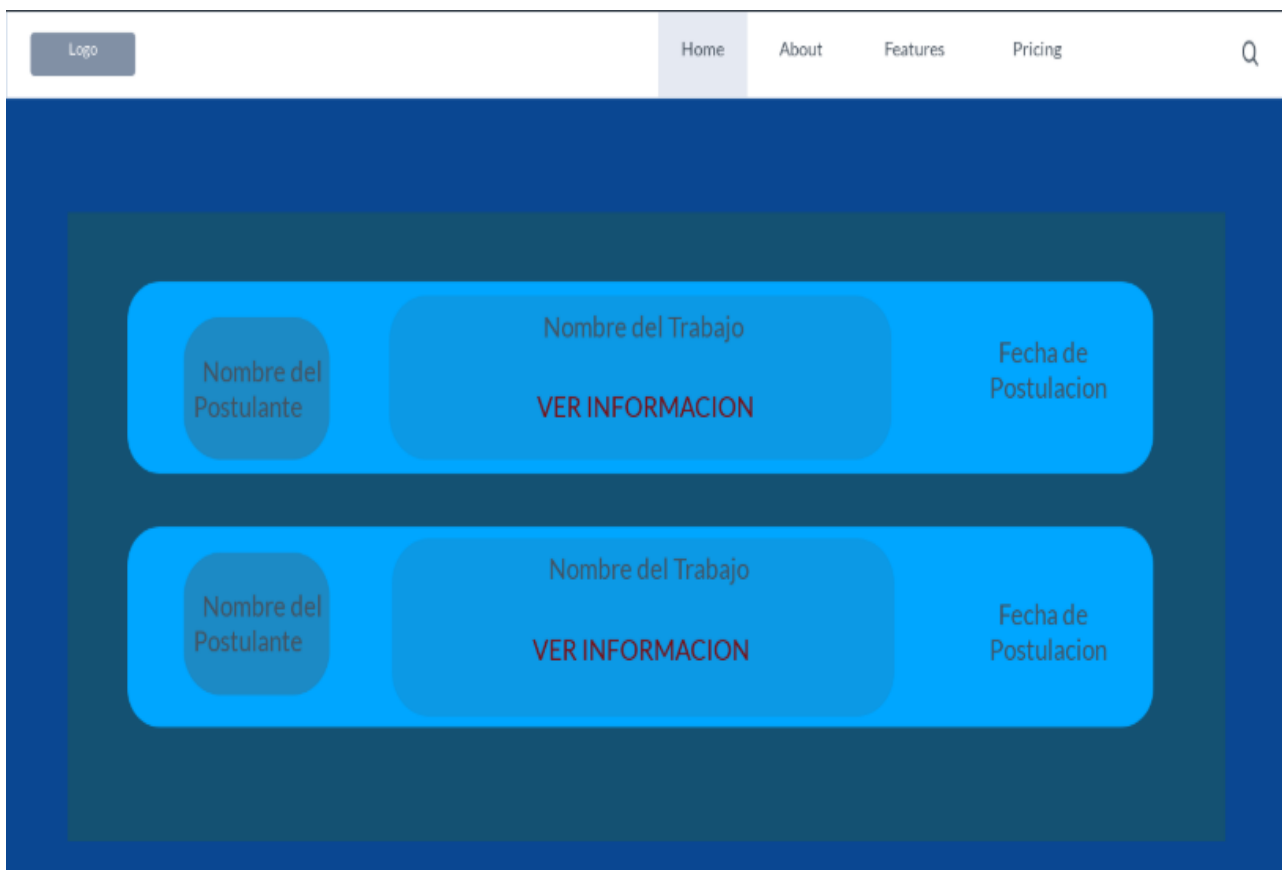 Logo
Home About Features Pricing
Nombre del Trabajo
Nombre del
Postulante
VER INFORMACION
Fecha de
Postulacion
Nombre del Trabajo
Nombre del
Postulante
VER INFORMACION
Fecha de
Postulacion